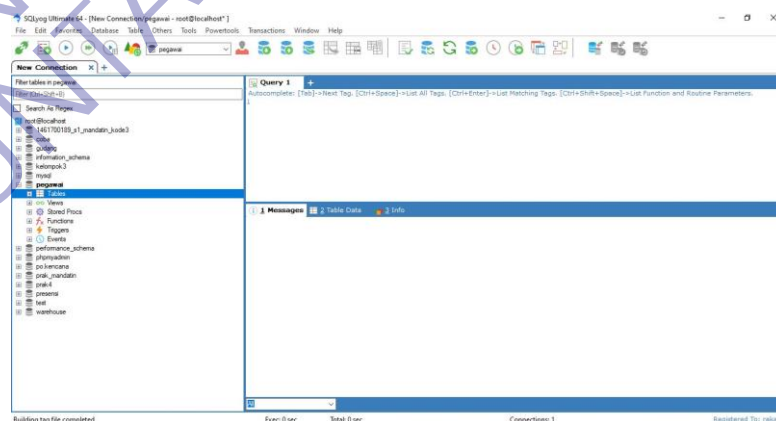 SQLyog Ultimate 64 - [New Connection/pegawai - root@localhost* ]
File Edit Favorites Database Table Others Tools Powertools Transactions Window Help
pegawai
New Connection
Filter tables in pegawai
Filter (Ctrl+Shift+B)
Search As Regex
root@localhost
1461700189_s1_mandatin_kode3
coba
gudang
information_schema
kelompok3
mysql
pegawai
Tables
Views
Stored Procs
Functions
Triggers
Events
performance_schema
phpmyadmin
po.kencana
prak_mandatin
prak4
presensi
test
warehouse
Query 1
Autocomplete: [Tab]->Next Tag. [Ctrl+Space]->List All Tags. [Ctrl+Enter]->List Matching Tags. [Ctrl+Shift+Space]->List Function and Routine Parameters.
1
1 Messages 2 Table Data 3 Info
All
Building tag file completed Exec: 0 sec Total: 0 sec Connections: 1 Registered To: